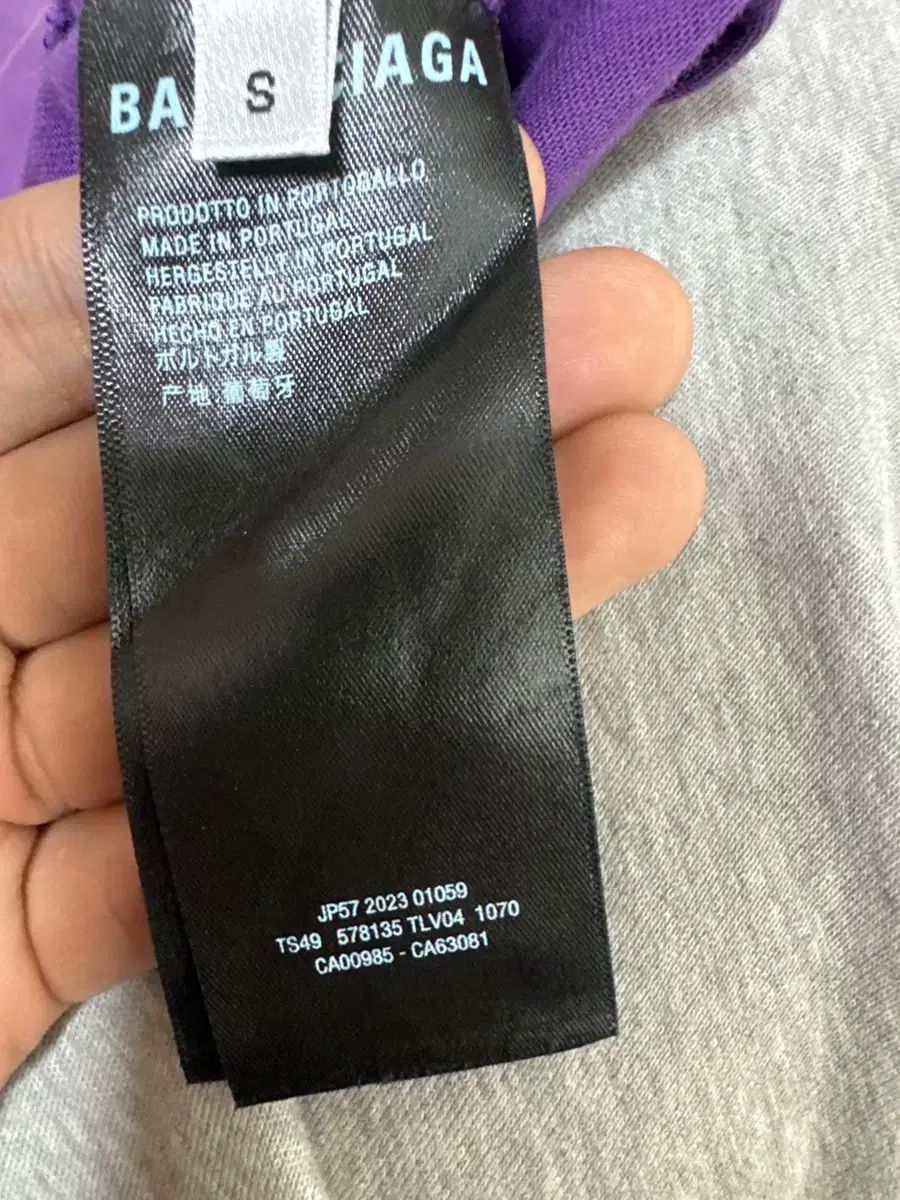 BA CIAGA
S
PRODOTTO IN PORTOGALLO
MADE IN PORTUGAL
HERGESTELLT IN PORTUGAL
FABRIQUE AU PORTUGAL
HECHO EN PORTUGAL
ポルトガル製
产地:葡萄牙
JP57 2023 01059
TS49 578135 TLV04 1070
CA00985 - CA63081